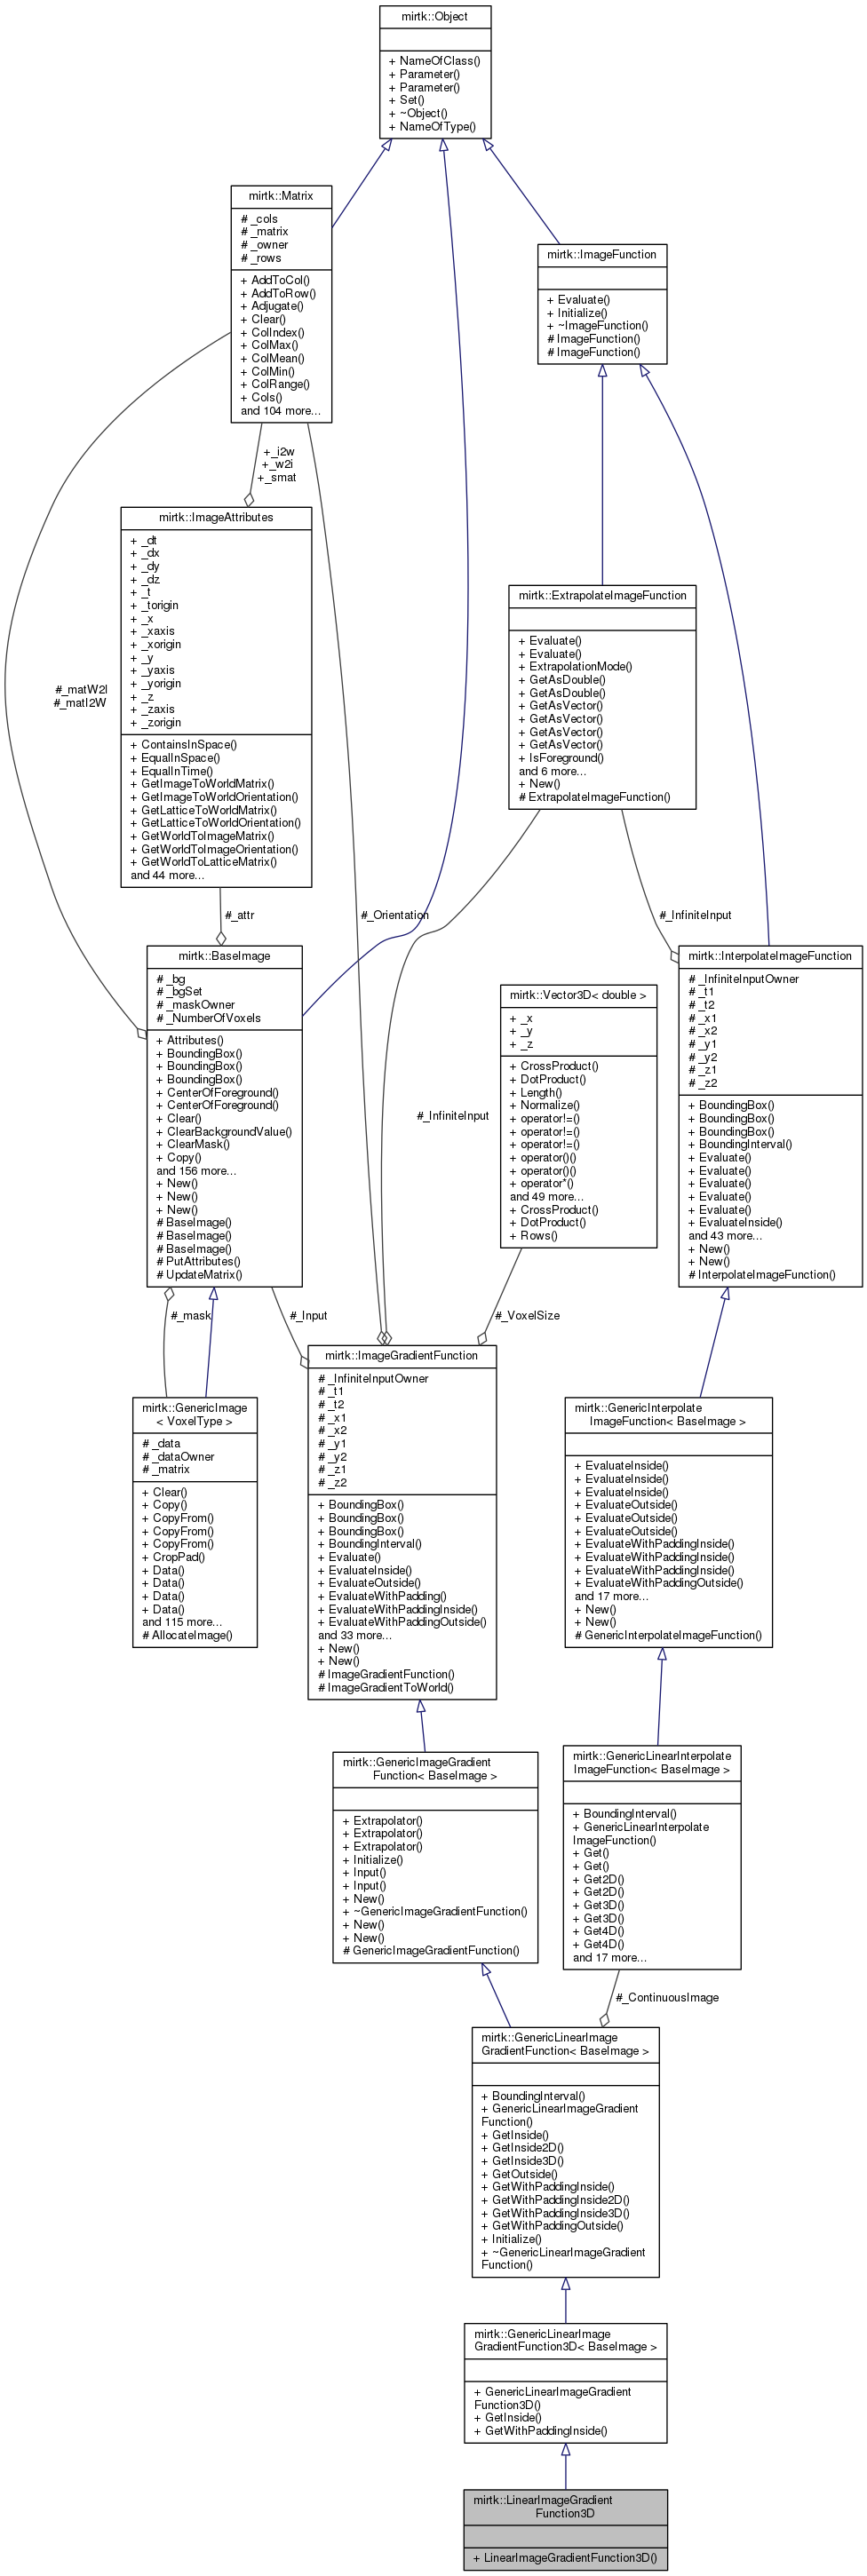 mirtk::Object
+ NameOfClass()
+ Parameter()
+ Parameter()
+ Set()
+ ~Object()
+ NameOfType()
mirtk::Matrix
# _cols
# _matrix
# _owner
# _rows
+ AddToCol()
+ AddToRow()
+ Adjugate()
+ Clear()
+ ColIndex()
+ ColMax()
+ ColMean()
+ ColMin()
+ ColRange()
+ Cols()
and 104 more...
mirtk::ImageFunction
+ Evaluate()
+ Initialize()
+ ~ImageFunction()
# ImageFunction()
# ImageFunction()
+_i2w
+_w2i
+_smat
mirtk::ImageAttributes
+ _dt
+ _dx
+ _dy
+ _dz
+ _t
+ _torigin
+ _x
+ _xaxis
+ _xorigin
+ _y
+ _yaxis
+ _yorigin
+ _z
+ _zaxis
+ _zorigin
+ ContainsInSpace()
+ EqualInSpace()
+ EqualInTime()
+ GetImageToWorldMatrix()
+ GetImageToWorldOrientation()
+ GetLatticeToWorldMatrix()
+ GetLatticeToWorldOrientation()
+ GetWorldToImageMatrix()
+ GetWorldToImageOrientation()
+ GetWorldToLatticeMatrix()
and 44 more...
mirtk::ExtrapolateImageFunction
+ Evaluate()
+ Evaluate()
+ ExtrapolationMode()
+ GetAsDouble()
+ GetAsDouble()
+ GetAsVector()
+ GetAsVector()
+ GetAsVector()
+ GetAsVector()
+ IsForeground()
and 6 more...
+ New()
# ExtrapolateImageFunction()
#_matW2I
#_matI2W
#_attr
#_Orientation
#_InfiniteInput
mirtk::BaseImage
# _bg
# _bgSet
# _maskOwner
# _NumberOfVoxels
+ Attributes()
+ BoundingBox()
+ BoundingBox()
+ BoundingBox()
+ CenterOfForeground()
+ CenterOfForeground()
+ Clear()
+ ClearBackgroundValue()
+ ClearMask()
+ Copy()
and 156 more...
+ New()
+ New()
+ New()
# BaseImage()
# BaseImage()
# BaseImage()
# PutAttributes()
# UpdateMatrix()
#_InfiniteInput
mirtk::Vector3D< double >
+ _x
+ _y
+ _z
+ CrossProduct()
+ DotProduct()
+ Length()
+ Normalize()
+ operator!=()
+ operator!=()
+ operator!=()
+ operator()()
+ operator()()
+ operator*()
and 49 more...
+ CrossProduct()
+ DotProduct()
+ Rows()
mirtk::InterpolateImageFunction
# _InfiniteInputOwner
# _t1
# _t2
# _x1
# _x2
# _y1
# _y2
# _z1
# _z2
+ BoundingBox()
+ BoundingBox()
+ BoundingBox()
+ BoundingInterval()
+ Evaluate()
+ Evaluate()
+ Evaluate()
+ Evaluate()
+ Evaluate()
+ EvaluateInside()
and 43 more...
+ New()
+ New()
# InterpolateImageFunction()
#_mask
#_Input
#_VoxelSize
mirtk::GenericImage
< VoxelType >
# _data
# _dataOwner
# _matrix
+ Clear()
+ Copy()
+ CopyFrom()
+ CopyFrom()
+ CopyFrom()
+ CropPad()
+ Data()
+ Data()
+ Data()
+ Data()
and 115 more...
# AllocateImage()
mirtk::ImageGradientFunction
# _InfiniteInputOwner
# _t1
# _t2
# _x1
# _x2
# _y1
# _y2
# _z1
# _z2
+ BoundingBox()
+ BoundingBox()
+ BoundingBox()
+ BoundingInterval()
+ Evaluate()
+ EvaluateInside()
+ EvaluateOutside()
+ EvaluateWithPadding()
+ EvaluateWithPaddingInside()
+ EvaluateWithPaddingOutside()
and 33 more...
+ New()
+ New()
# ImageGradientFunction()
# ImageGradientToWorld()
mirtk::GenericInterpolate
ImageFunction< BaseImage >
+ EvaluateInside()
+ EvaluateInside()
+ EvaluateInside()
+ EvaluateOutside()
+ EvaluateOutside()
+ EvaluateOutside()
+ EvaluateWithPaddingInside()
+ EvaluateWithPaddingInside()
+ EvaluateWithPaddingInside()
+ EvaluateWithPaddingOutside()
and 17 more...
+ New()
+ New()
# GenericInterpolateImageFunction()
mirtk::GenericImageGradient
Function< BaseImage >
+ Extrapolator()
+ Extrapolator()
+ Extrapolator()
+ Initialize()
+ Input()
+ Input()
+ New()
+ ~GenericImageGradientFunction()
+ New()
+ New()
# GenericImageGradientFunction()
mirtk::GenericLinearInterpolate
ImageFunction< BaseImage >
+ BoundingInterval()
+ GenericLinearInterpolate
ImageFunction()
+ Get()
+ Get()
+ Get2D()
+ Get2D()
+ Get3D()
+ Get3D()
+ Get4D()
+ Get4D()
and 17 more...
#_ContinuousImage
mirtk::GenericLinearImage
GradientFunction< BaseImage >
+ BoundingInterval()
+ GenericLinearImageGradient
Function()
+ GetInside()
+ GetInside2D()
+ GetInside3D()
+ GetOutside()
+ GetWithPaddingInside()
+ GetWithPaddingInside2D()
+ GetWithPaddingInside3D()
+ GetWithPaddingOutside()
+ Initialize()
+ ~GenericLinearImageGradient
Function()
mirtk::GenericLinearImage
GradientFunction3D< BaseImage >
+ GenericLinearImageGradient
Function3D()
+ GetInside()
+ GetWithPaddingInside()
mirtk::LinearImageGradient
Function3D
+ LinearImageGradientFunction3D()